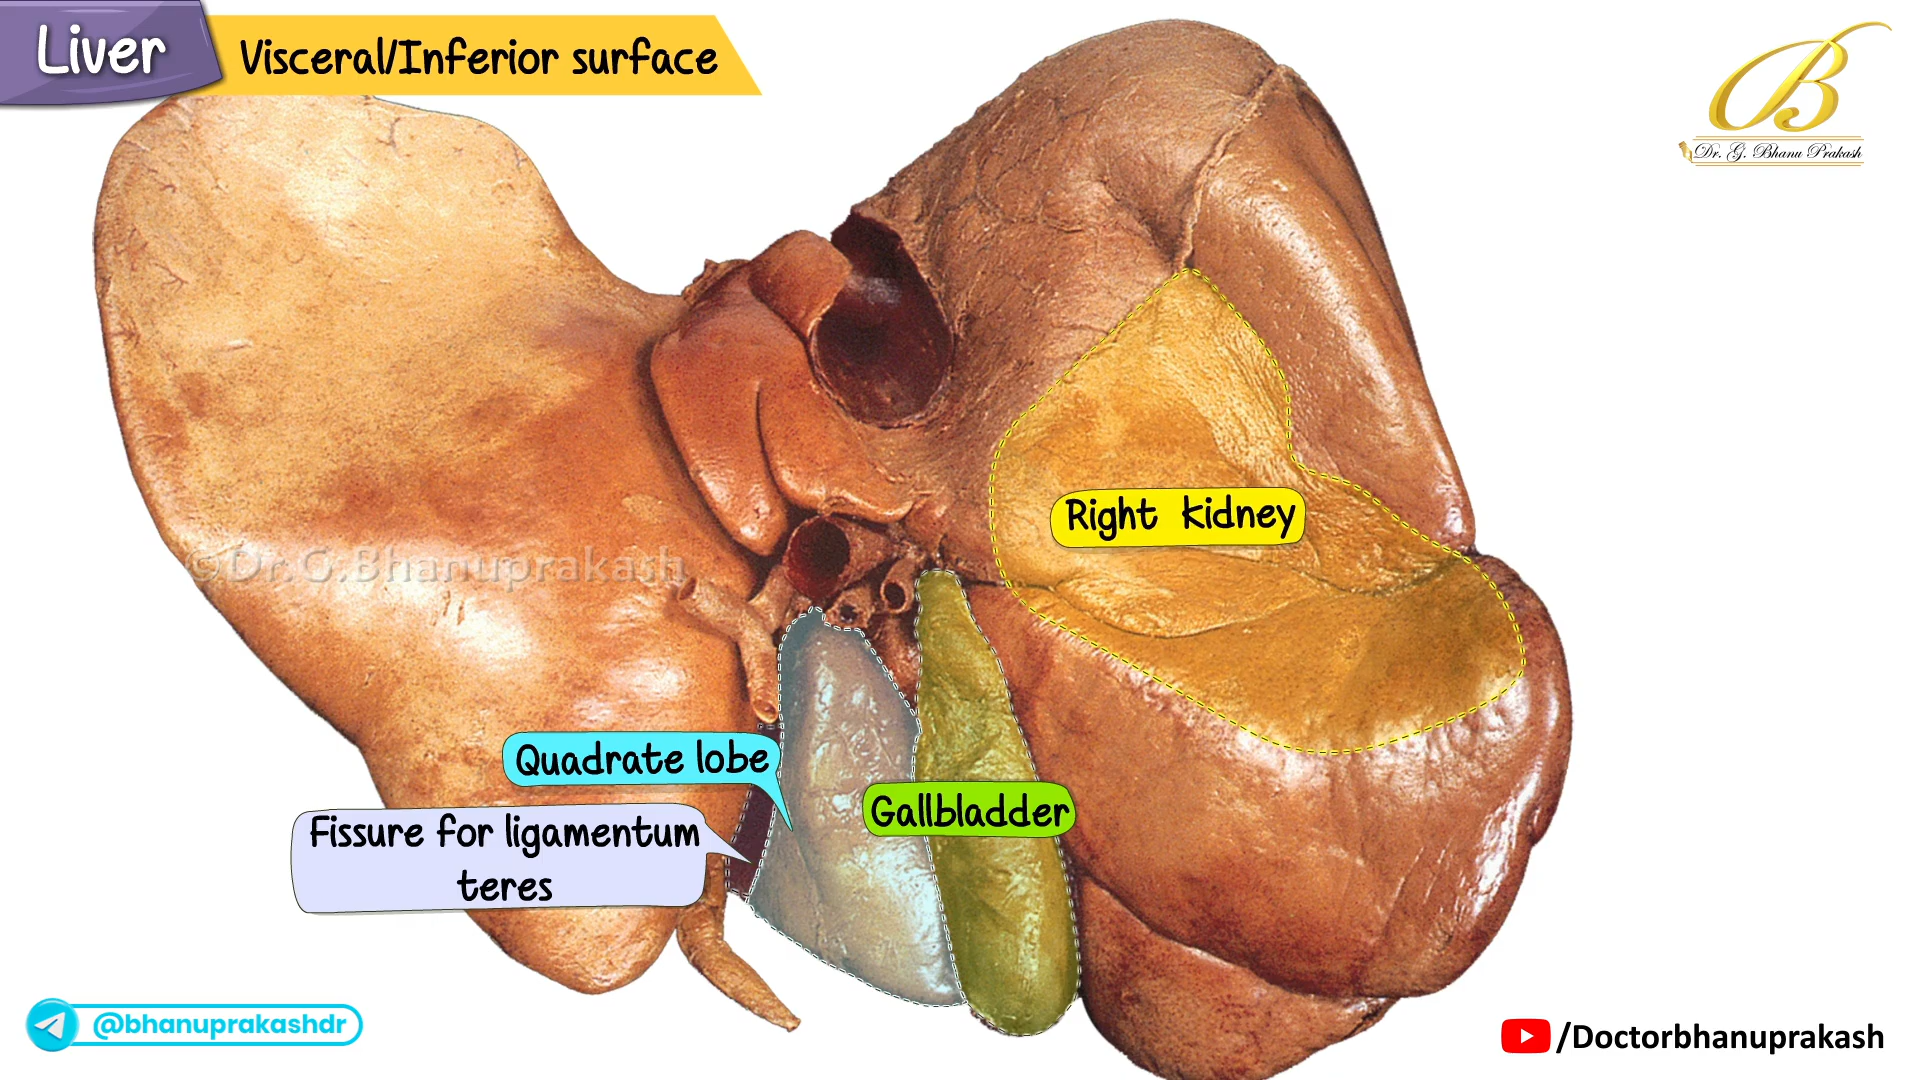 Liver
Visceral/Inferior surface
B
Dr. G. Bhanu Prakash
Right kidney
©Dr.G.Bhanuprakash
Quadrate lobe
Gallbladder
Fissure for ligamentum
teres
@bhanuprakashdr
/Doctorbhanuprakash